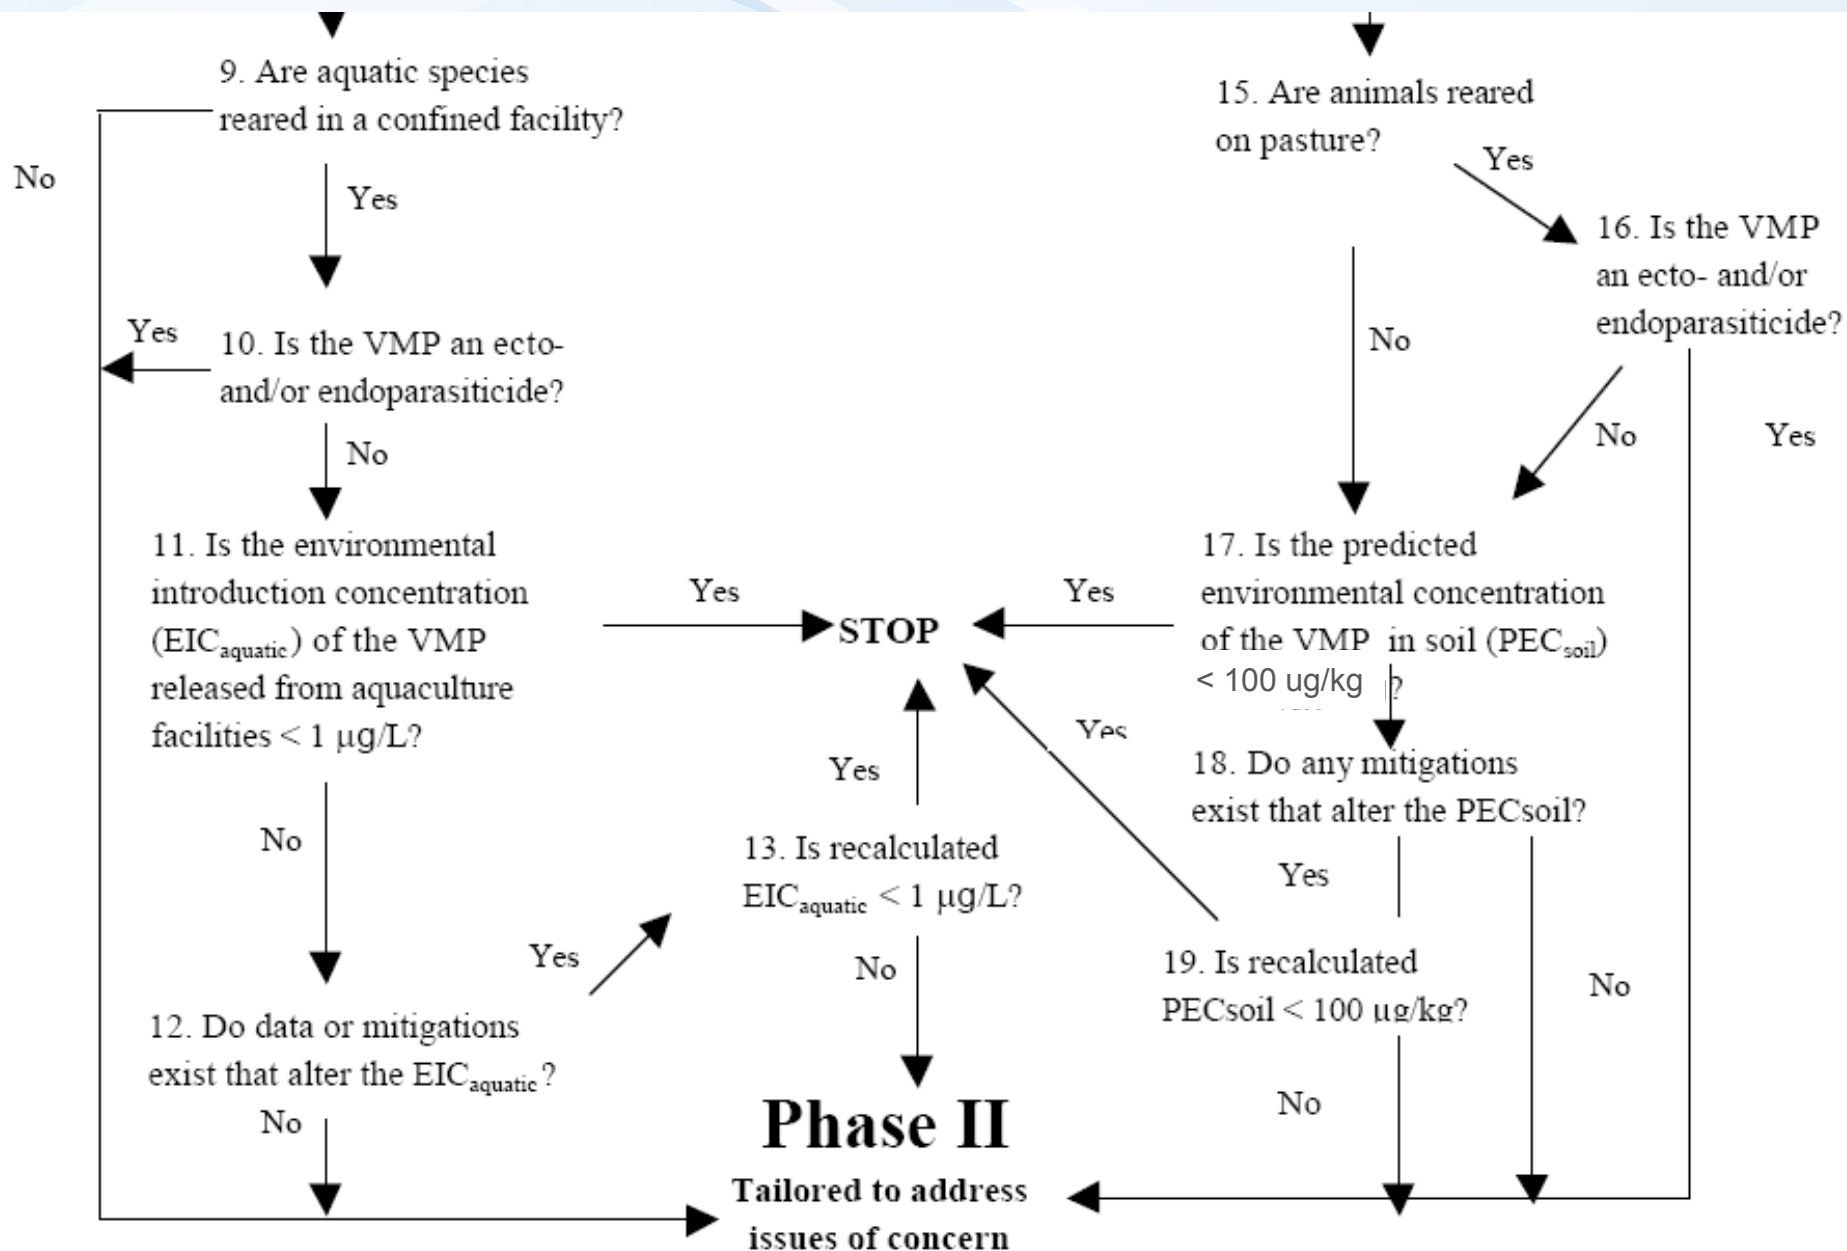 9. Are aquatic species
reared in a confined facility?
No
Yes
Yes
10. Is the VMP an ecto-
and/or endoparasiticide?
No
11. Is the environmental
introduction concentration
(EICaquatic) of the VMP
released from aquaculture
facilities < 1 µg/L?
Yes
STOP
No
12. Do data or mitigations
exist that alter the EICaquatic?
Yes
No
13. Is recalculated
EICaquatic < 1 µg/L?
Yes
No
15. Are animals reared
on pasture?
Yes
No
16. Is the VMP
an ecto- and/or
endoparasiticide?
No
Yes
17. Is the predicted
environmental concentration
of the VMP in soil (PECsoil)
< 100 ug/kg ?
Yes
18. Do any mitigations
exist that alter the PECsoil?
Yes
No
19. Is recalculated
PECsoil < 100 µg/kg?
Yes
No
Phase II
Tailored to address
issues of concern